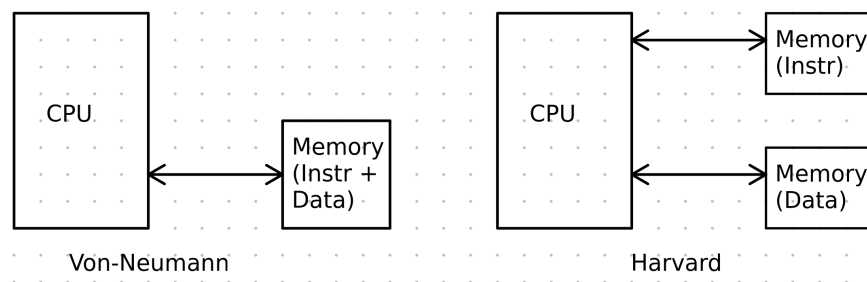 CPU
Memory
(Instr +
Data)
Von-Neumann
CPU
Memory
(Instr)
Memory
(Data)
Harvard